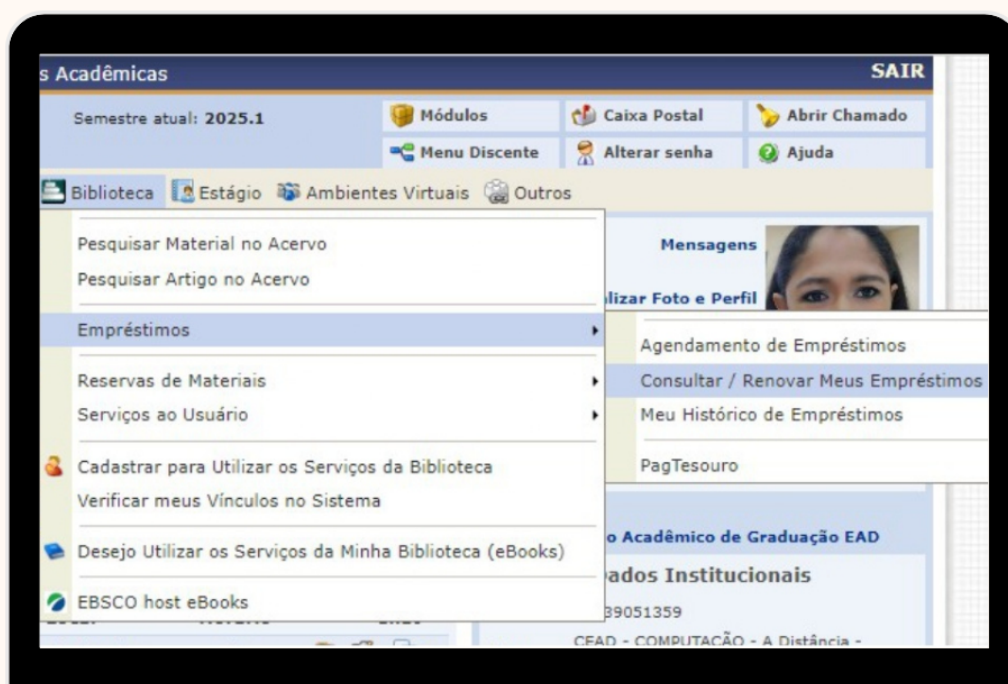 s Acadêmicas SAIR
Semestre atual: 2025.1
Módulos Caixa Postal Abrir Chamado
Menu Discente Alterar senha Ajuda
Biblioteca Estágio Ambientes Virtuais Outros
Pesquisar Material no Acervo
Pesquisar Artigo no Acervo
Empréstimos
Reservas de Materiais
Serviços ao Usuário
Cadastrar para Utilizar os Serviços da Biblioteca
Verificar meus Vínculos no Sistema
Desejo Utilizar os Serviços da Minha Biblioteca (eBooks)
EBSCO host eBooks
Mensagens
lizar Foto e Perfil
Agendamento de Empréstimos
Consultar / Renovar Meus Empréstimos
Meu Histórico de Empréstimos
PagTesouro
o Acadêmico de Graduação EAD
ados Institucionais
39051359
CEAD - COMPUTAÇÃO - A Distância -